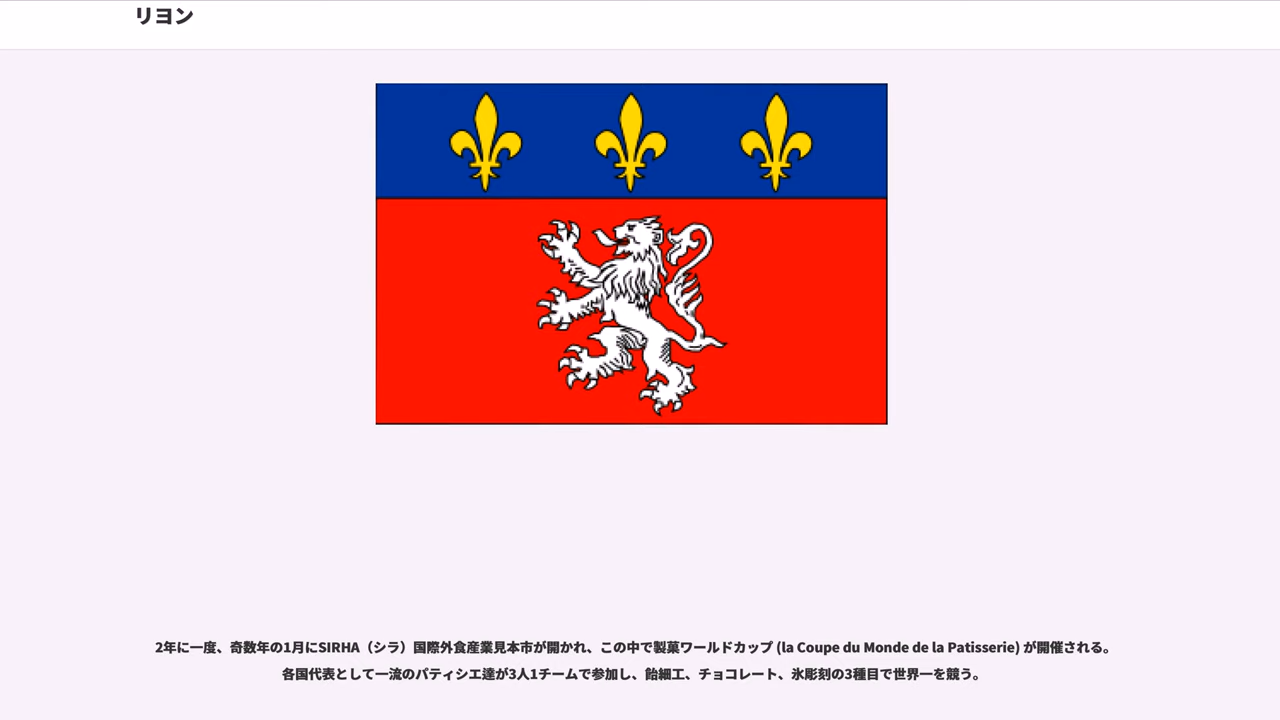 リヨン
2年に一度、奇数年の1月にSIRHA（シラ）国際外食産業見本市が開かれ、この中で製菓ワールドカップ (la Coupe du Monde de la Patisserie) が開催される。
各国代表として一流のパティシエ達が3人1チームで参加し、飴細工、チョコレート、氷彫刻の3種目で世界一を競う。